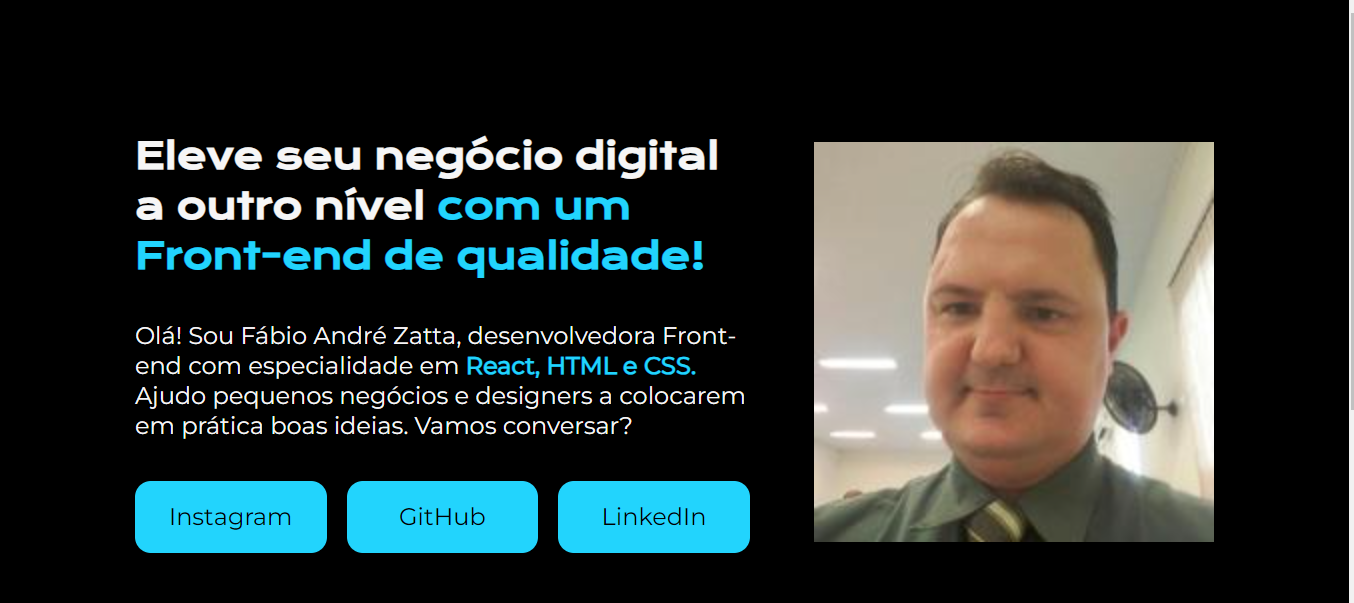 Eleve seu negócio digital
a outro nível com um
Front-end de qualidade!
Olá! Sou Fábio André Zatta, desenvolvedora Front-
end com especialidade em React, HTML e CSS.
Ajudo pequenos negócios e designers a colocarem
em prática boas ideias. Vamos conversar?
Instagram
GitHub
LinkedIn